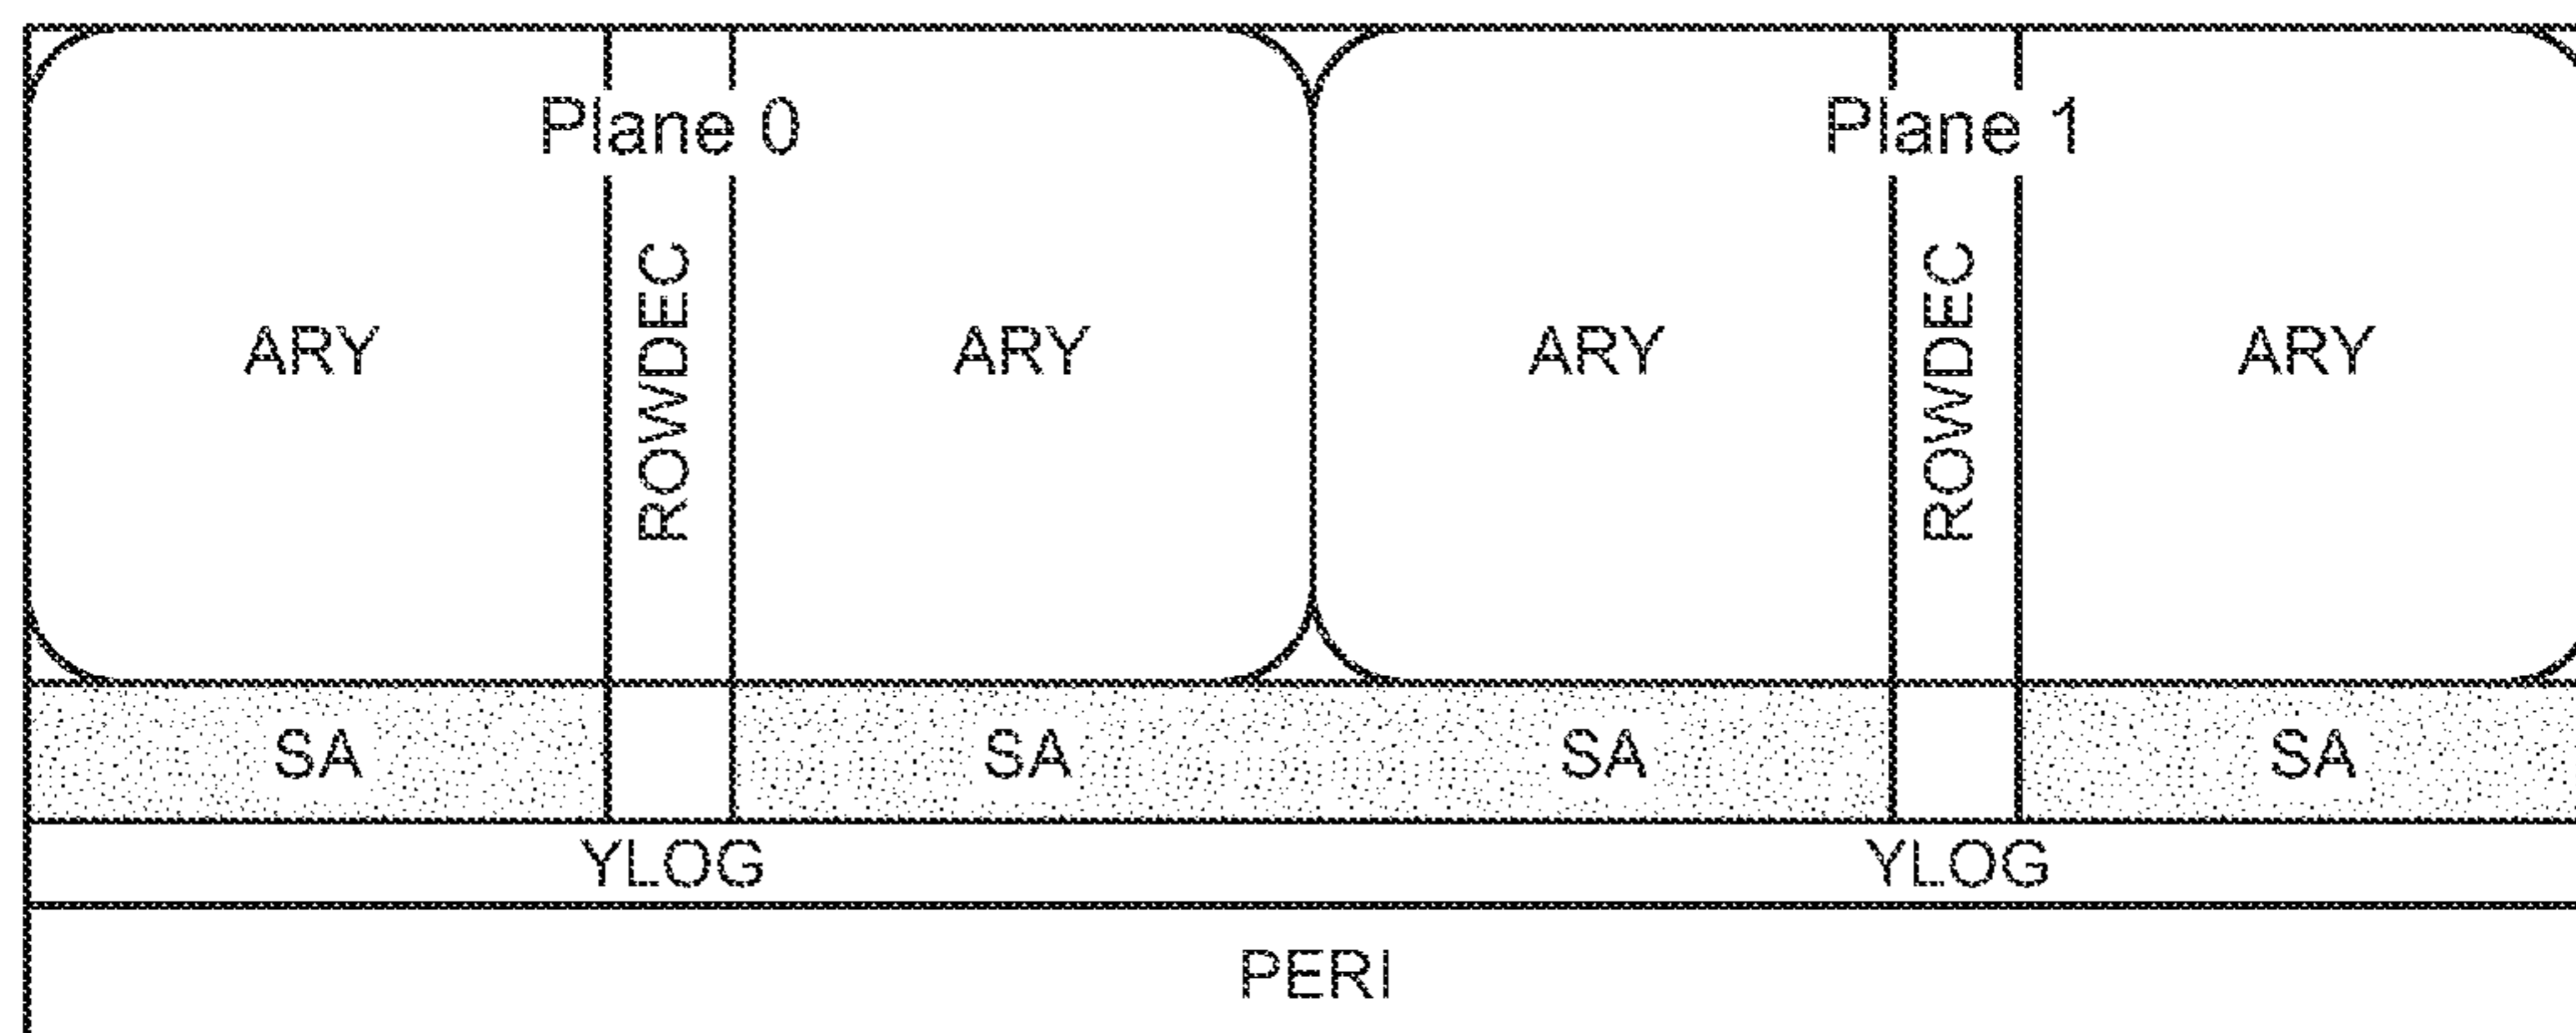 Plane 0 Plane 1
ARY ROWDEC ARY ARY ROWDEC ARY
SA SA SA SA
YLOG YLOG
PERI